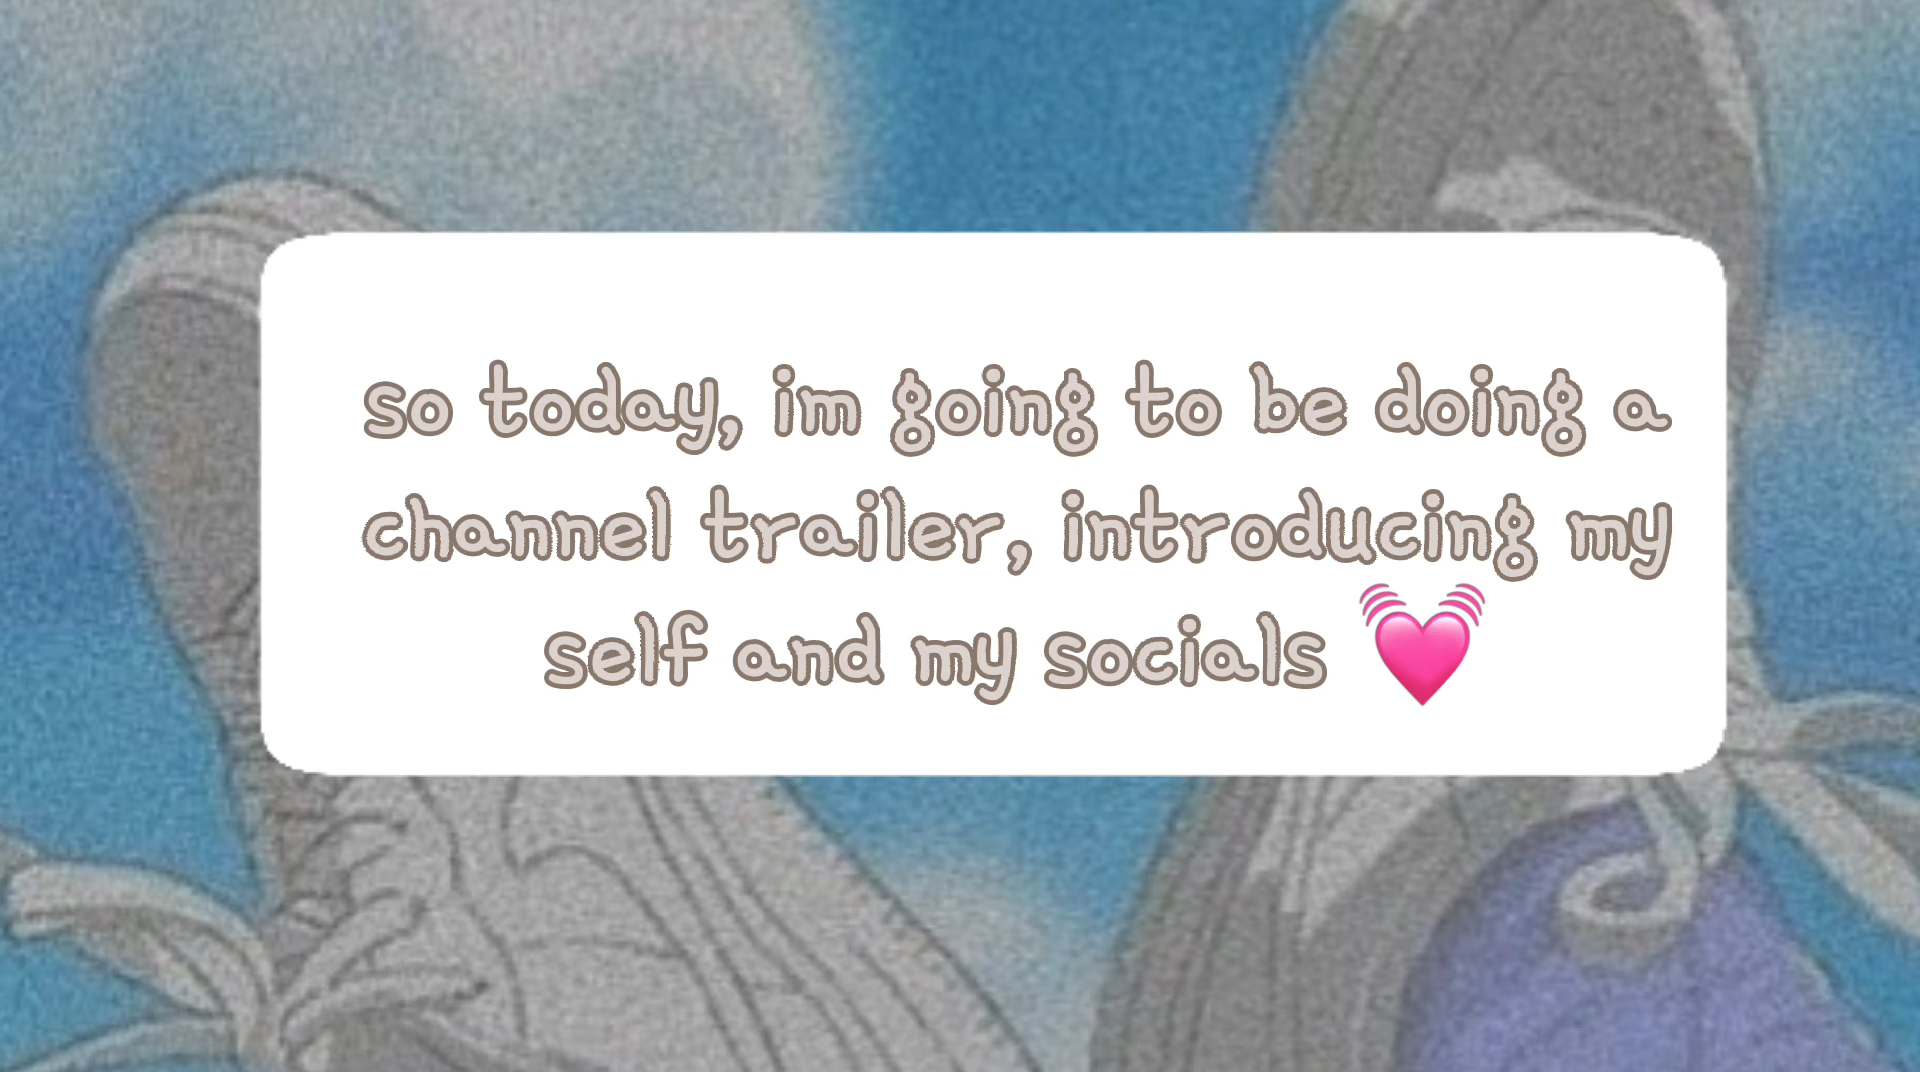 so today, im going to be doing a
channel trailer, introducing my
self and my socials 💓